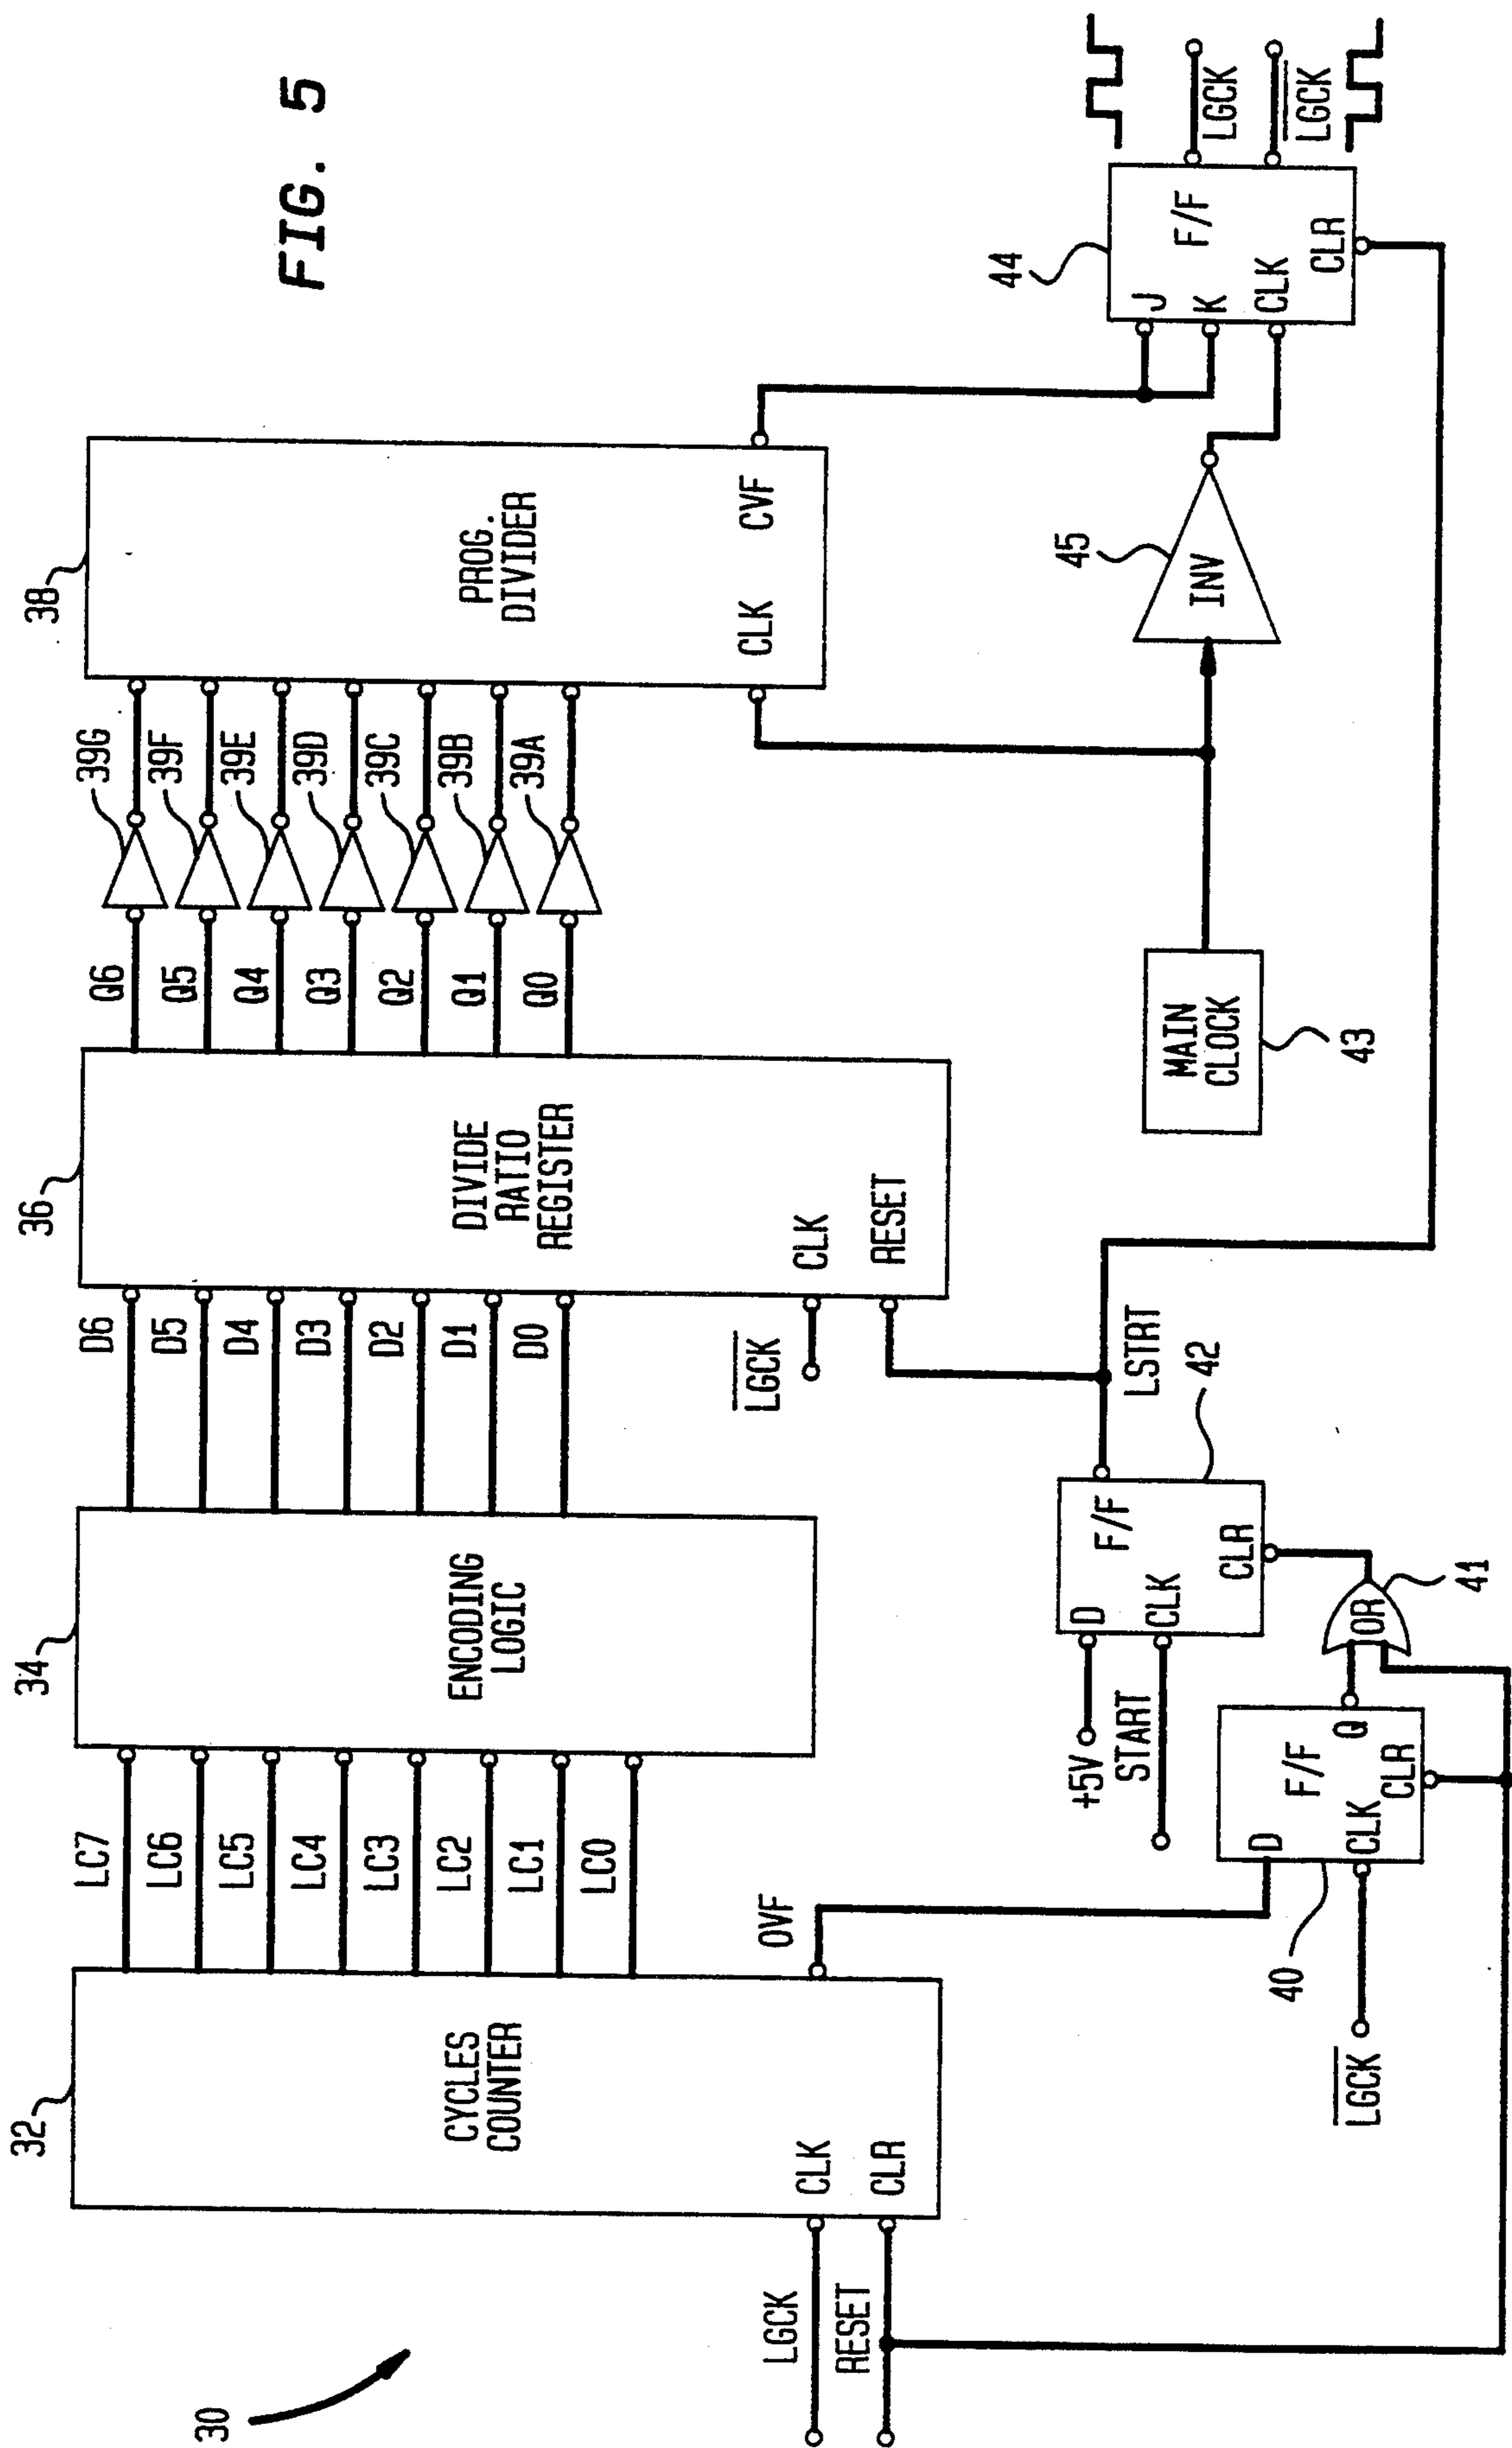 FIG. 5
30
32
CYCLES
COUNTER
CLK
CLR
LGCK
RESET
OVF
LC7
LC6
LC5
LC4
LC3
LC2
LC1
LC0
34
ENCODING
LOGIC
D6
D5
D4
D3
D2
D1
D0
36
DIVIDE
RATIO
REGISTER
CLK
RESET
LGCK
Q6
Q5
Q4
Q3
Q2
Q1
Q0
39G
39F
39E
39D
39C
39B
39A
38
PROG.
DIVIDER
CLK
CVF
40
D
F/F
Q
CLK
CLR
LGCK
OR
41
+5V
START
D
F/F
CLK
CLR
42
LSTRT
MAIN
CLOCK
43
INV
45
44
J
K
F/F
CLK
CLR
LGCK
LGCK